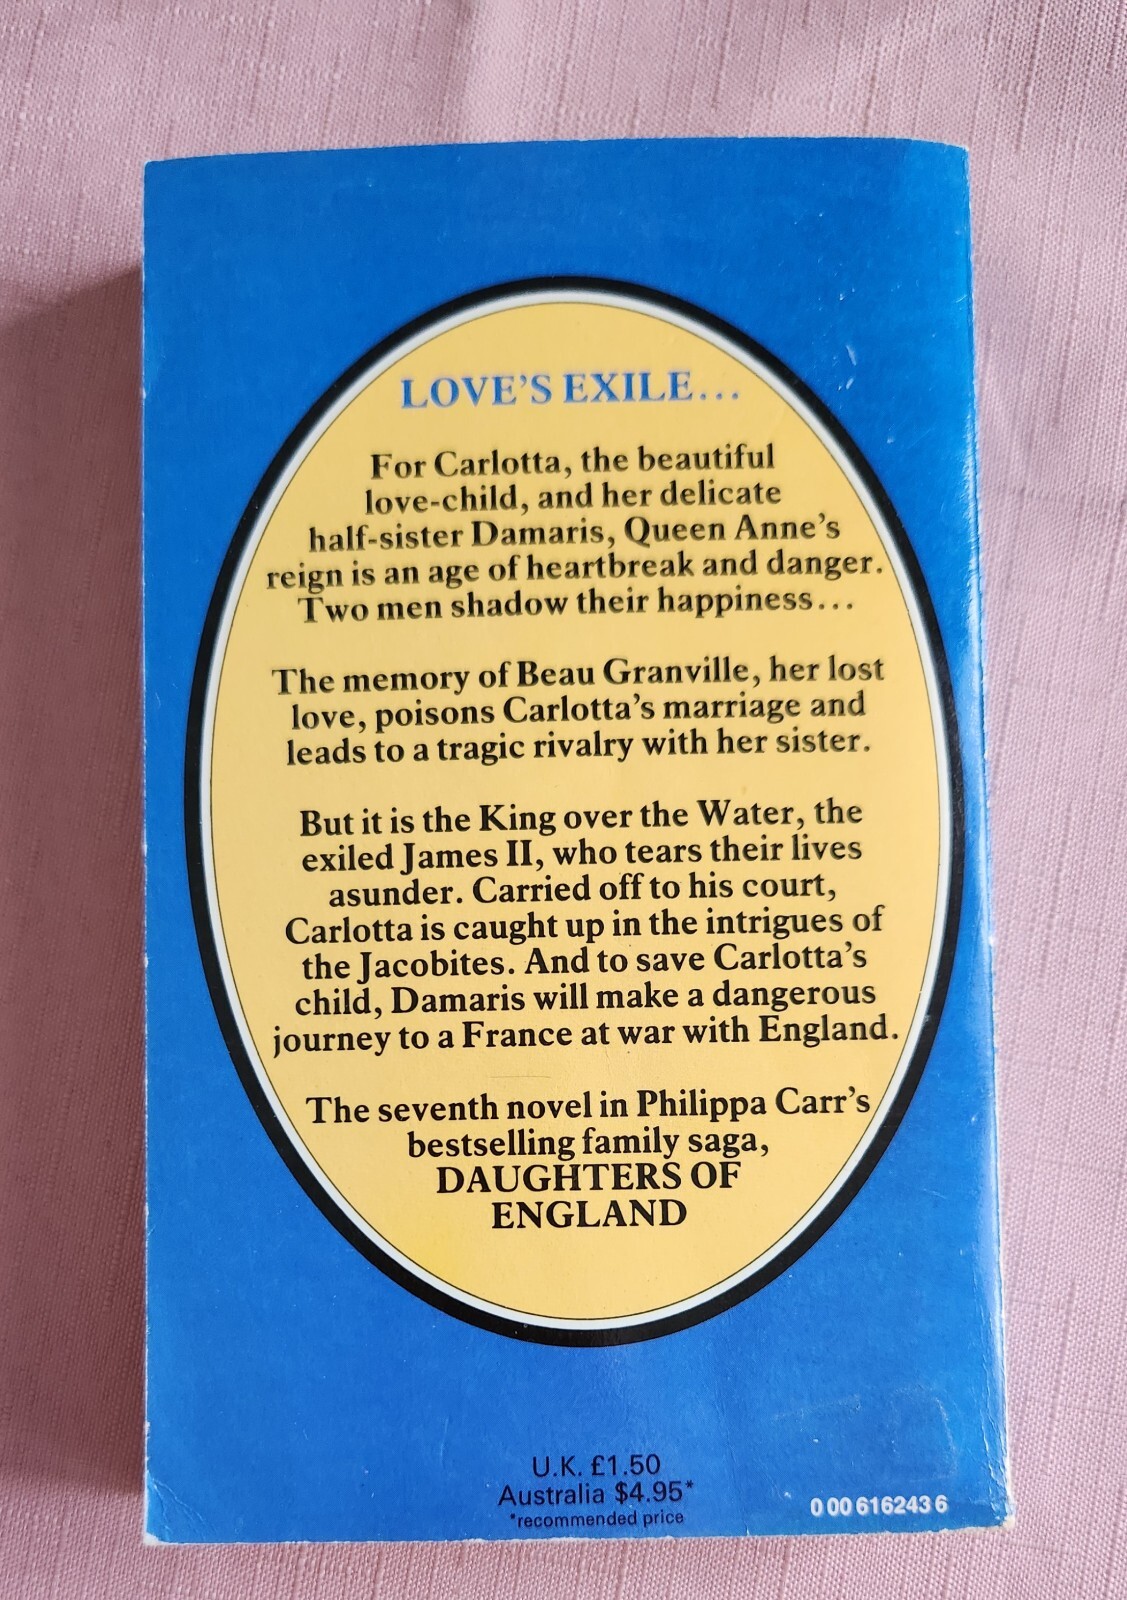 LOVE'S EXILE...
For Carlotta, the beautiful
love-child, and her delicate
half-sister Damaris, Queen Anne's
reign is an age of heartbreak and danger.
Two men shadow their happiness...
The memory of Beau Granville, her lost
love, poisons Carlotta's marriage and
leads to a tragic rivalry with her sister.
But it is the King over the Water, the
exiled James II, who tears their lives
asunder. Carried off to his court,
Carlotta is caught up in the intrigues of
the Jacobites. And to save Carlotta's
child, Damaris will make a dangerous
journey to a France at war with England.
The seventh novel in Philippa Carr's
bestselling family saga,
DAUGHTERS OF
ENGLAND
U.K. £1.50
Australia $4.95*
*recommended price
0 00 616243 6